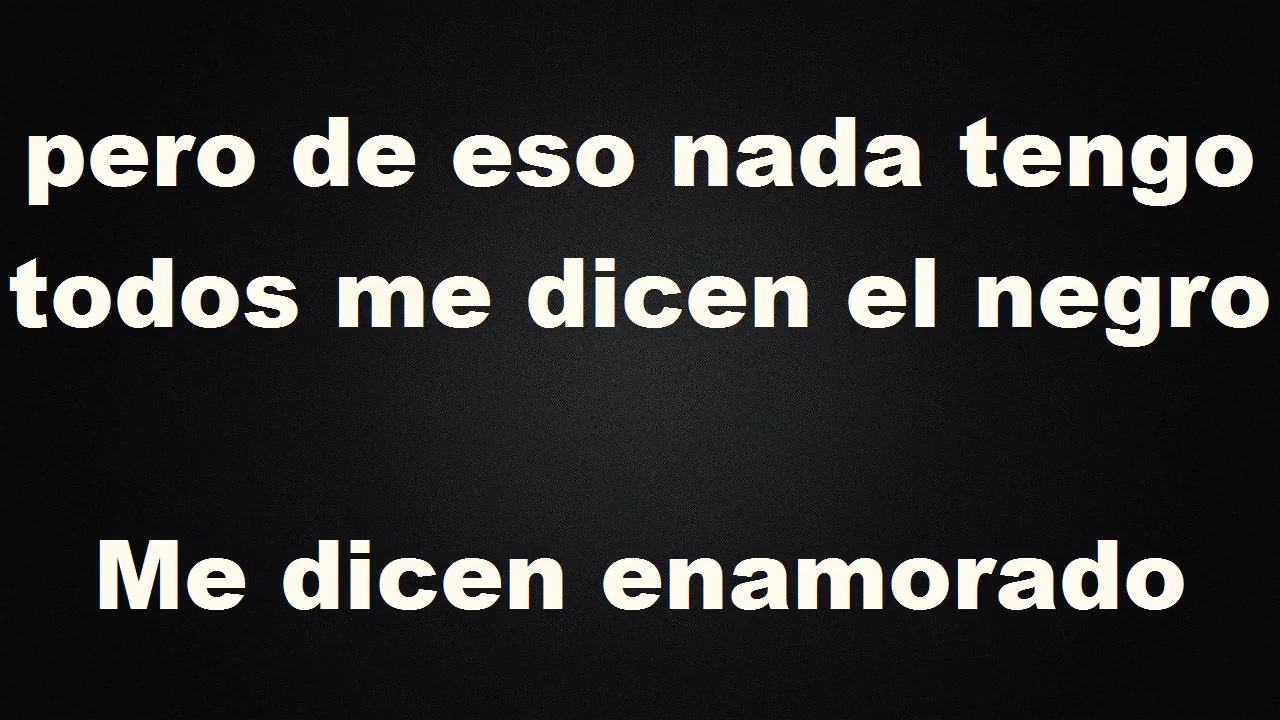 pero de eso nada tengo
todos me dicen el negro
Me dicen enamorado